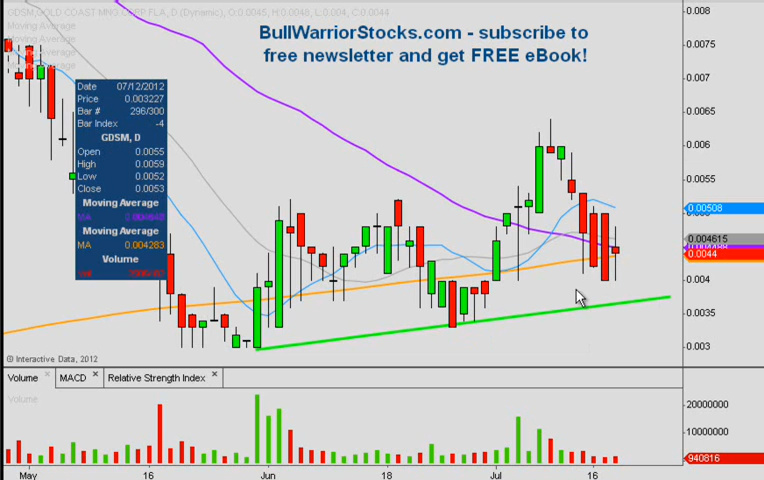 GDSM,GOLD COAST MNG CORP FLA, D (Dynamic), O:0.0045, H:0.0048, L:0.004, C:0.0044
Moving Average
Moving Average
Moving Average
Moving Average
BullWarriorStocks.com - subscribe to
free newsletter and get FREE eBook!
Date 07/12/2012
Price 0.003227
Bar # 296/300
Bar Index -4
GDSM, D
Open 0.0055
High 0.0059
Low 0.0052
Close 0.0053
Moving Average
MA
Moving Average
MA 0.004283
Volume
Vol
0.008
0.0075
0.007
0.0065
0.006
0.0055
0.00508
0.004615
0.0044
0.004
0.0035
0.003
© Interactive Data, 2012
Volume x MACD x Relative Strength Index x
Volume
20000000
10000000
940816
May 16 Jun 18 Jul 16